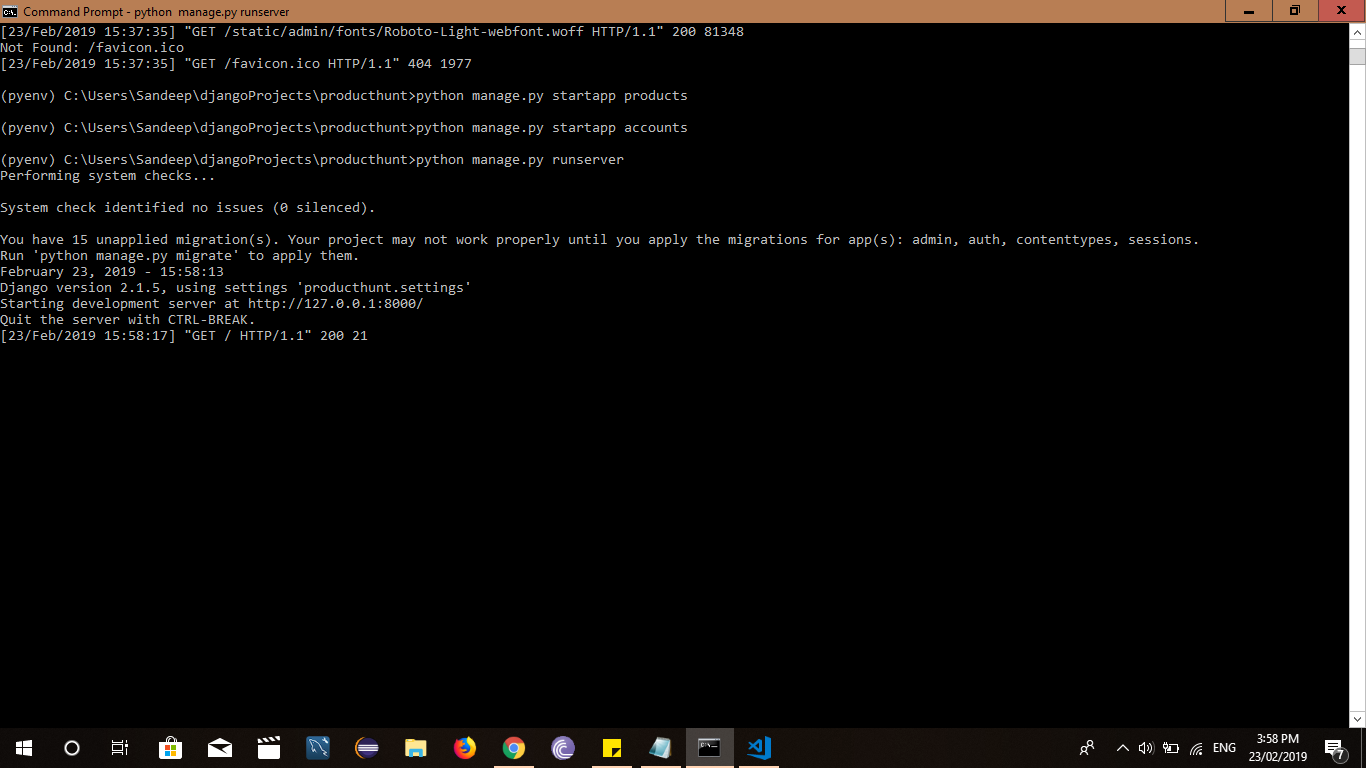 Command Prompt - python  manage.py runserver
[23/Feb/2019 15:37:35] "GET /static/admin/fonts/Roboto-Light-webfont.woff HTTP/1.1" 200 81348
Not Found: /favicon.ico
[23/Feb/2019 15:37:35] "GET /favicon.ico HTTP/1.1" 404 1977
(pyenv) C:\Users\Sandeep\djangoProjects\producthunt>python manage.py startapp products
(pyenv) C:\Users\Sandeep\djangoProjects\producthunt>python manage.py startapp accounts
(pyenv) C:\Users\Sandeep\djangoProjects\producthunt>python manage.py runserver
Performing system checks...
System check identified no issues (0 silenced).
You have 15 unapplied migration(s). Your project may not work properly until you apply the migrations for app(s): admin, auth, contenttypes, sessions.
Run 'python manage.py migrate' to apply them.
February 23, 2019 - 15:58:13
Django version 2.1.5, using settings 'producthunt.settings'
Starting development server at http://127.0.0.1:8000/
Quit the server with CTRL-BREAK.
[23/Feb/2019 15:58:17] "GET / HTTP/1.1" 200 21
ENG
3:58 PM
23/02/2019
7